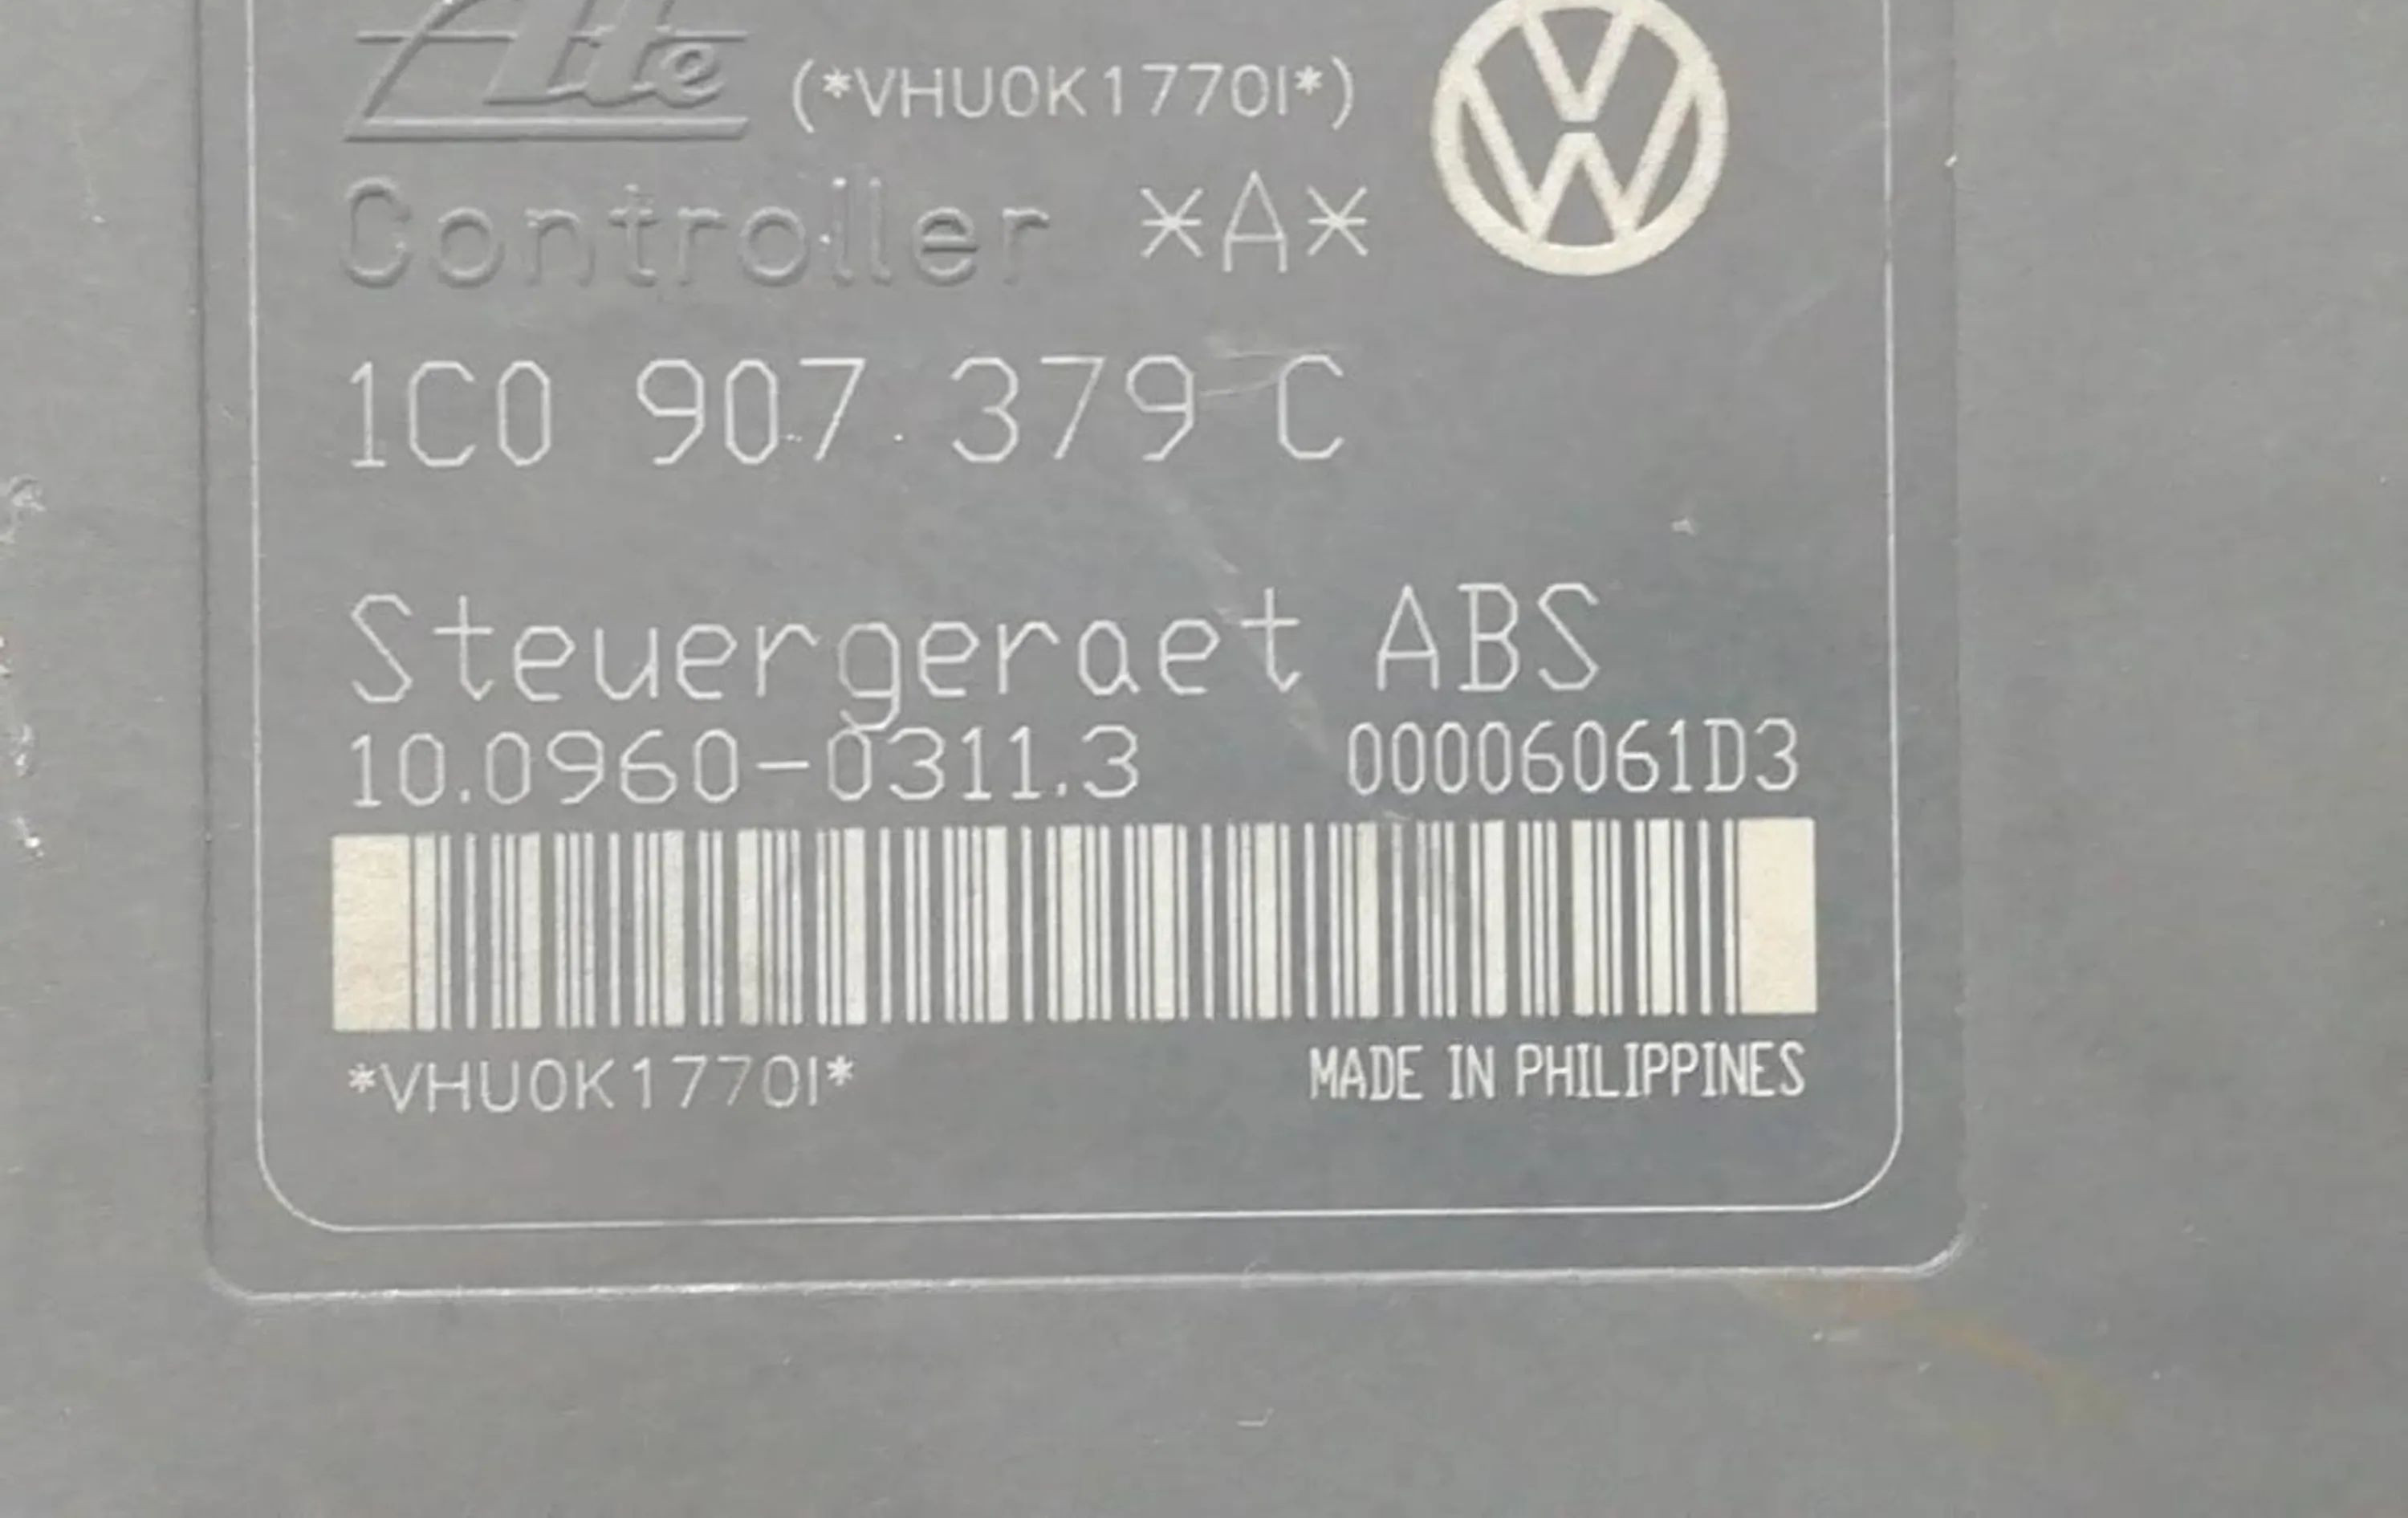 Ate (*VHU0K1770I*)
Controller *A*
1C0 907 379 C
Steuergeraet ABS
10.0960-0311.3 00006061D3
*VHU0K1770I*
MADE IN PHILIPPINES